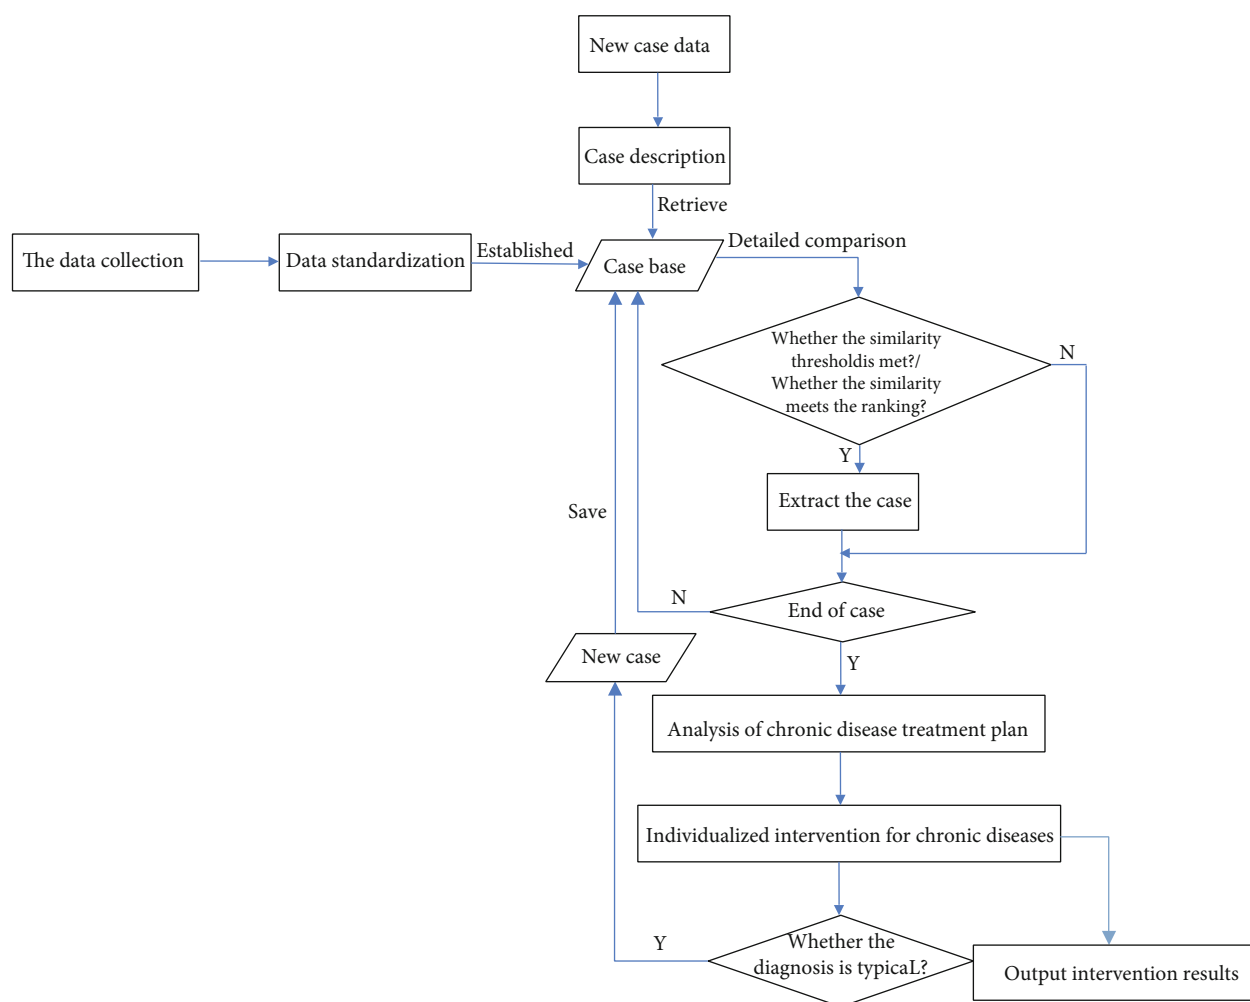 New case data
Case description
Retrieve
The data collection
Data standardization
Established
Case base
Detailed comparison
Whether the similarity
thresholdis met?/
Whether the similarity
meets the ranking?
N
Y
Extract the case
Save
N
End of case
New case
Y
Analysis of chronic disease treatment plan
Individualized intervention for chronic diseases
Y
Whether the
diagnosis is typicaL?
Output intervention results